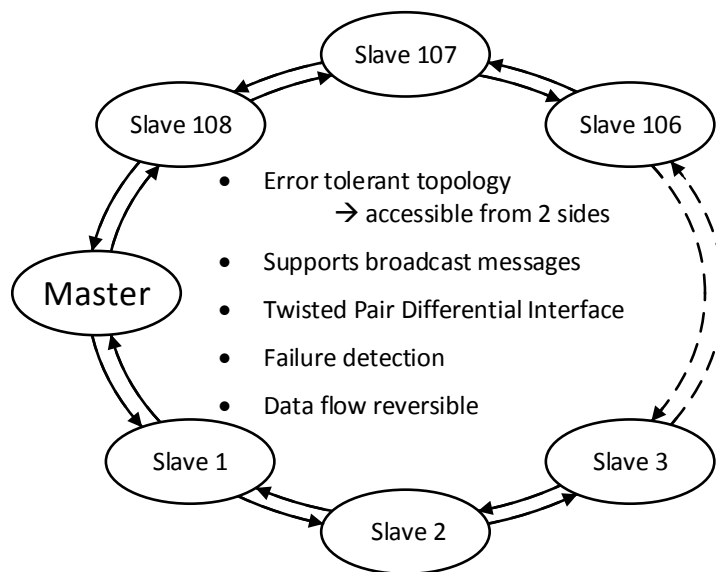 Slave 107
Slave 108
Slave 106
• Error tolerant topology
→ accessible from 2 sides
• Supports broadcast messages
Master
• Twisted Pair Differential Interface
• Failure detection
• Data flow reversible
Slave 1
Slave 3
Slave 2